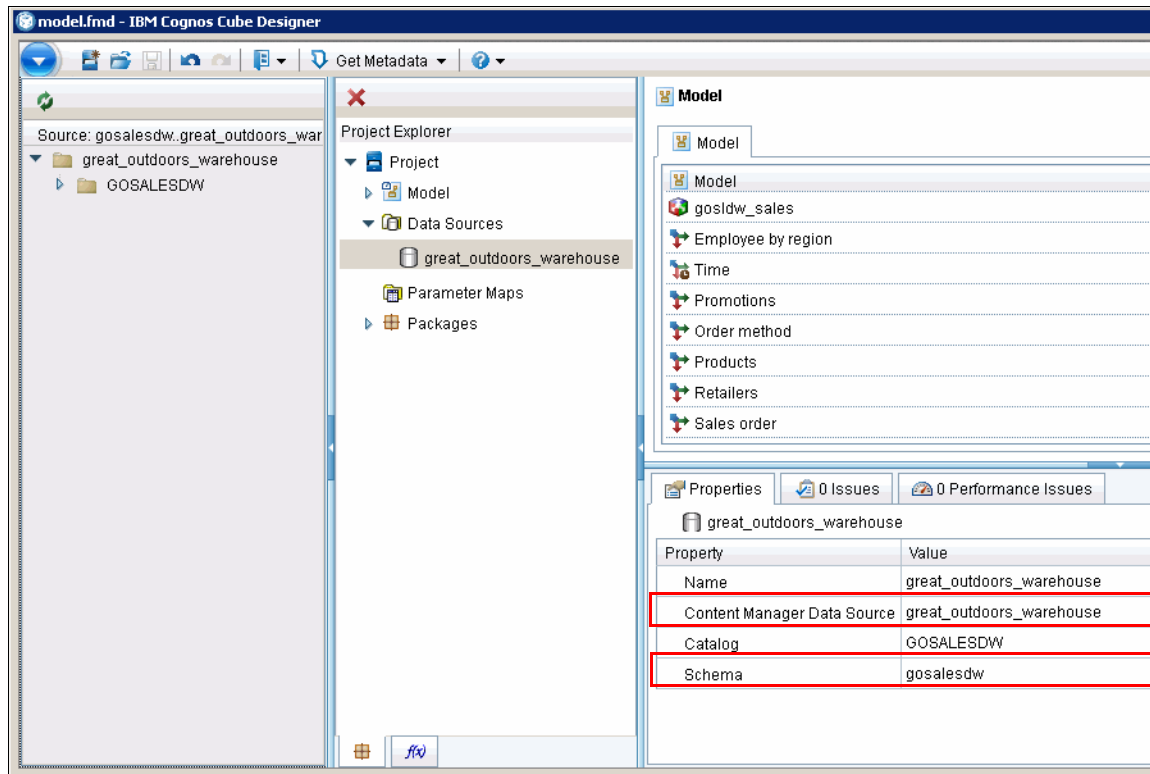 model.fmd - IBM Cognos Cube Designer
Get Metadata
Source: gosalesdw..great_outdoors_war
great_outdoors_warehouse
GOSALESDW
Project Explorer
Project
Model
Data Sources
great_outdoors_warehouse
Parameter Maps
Packages
f(x)
Model
Model
Model
gosldw_sales
Employee by region
Time
Promotions
Order method
Products
Retailers
Sales order
Properties
0 Issues
0 Performance Issues
great_outdoors_warehouse
Property Value
Name great_outdoors_warehouse
Content Manager Data Source great_outdoors_warehouse
Catalog GOSALESDW
Schema gosalesdw